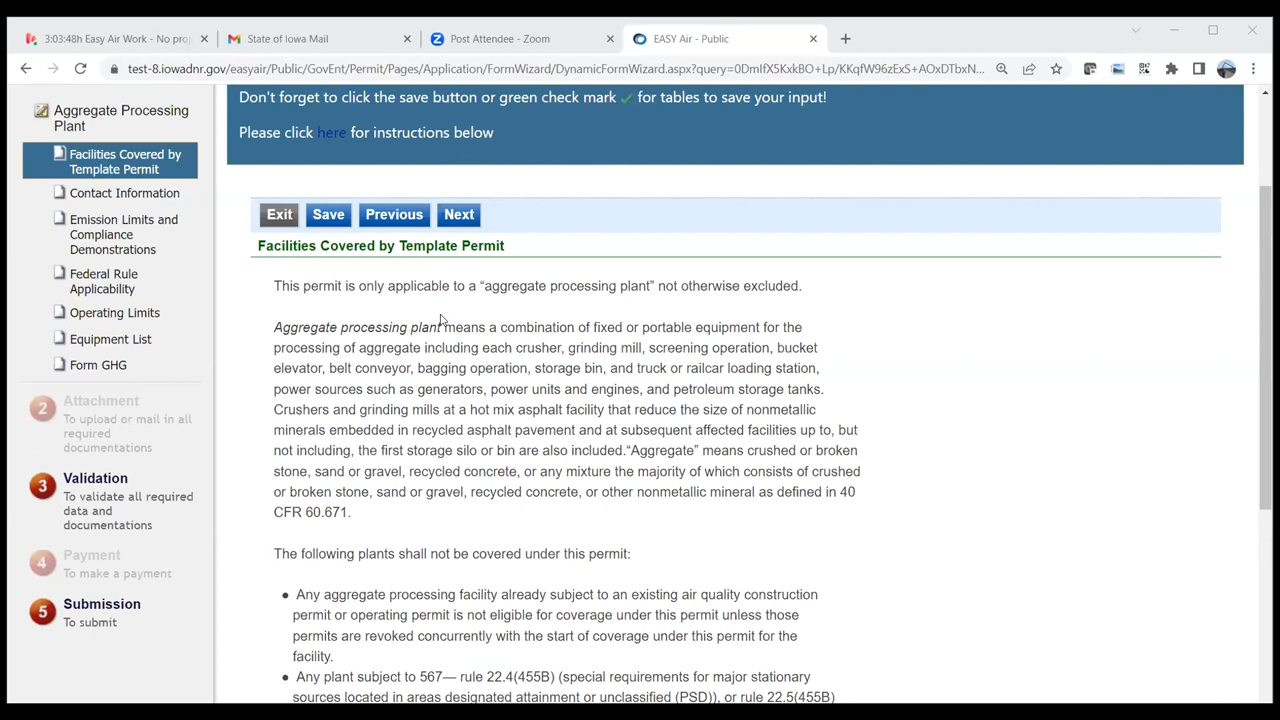 3:03:48h Easy Air Work - No proj
State of Iowa Mail
Post Attendee - Zoom
EASY Air - Public
test-8.iowadnr.gov/easyair/Public/GovEnt/Permit/Pages/Application/FormWizard/DynamicFormWizard.aspx?query=0DmIfX5KxkBO+Lp/KKqfW96zExS+AOxDTbxN...
Aggregate Processing
Plant
Facilities Covered by
Template Permit
Contact Information
Emission Limits and
Compliance
Demonstrations
Federal Rule
Applicability
Operating Limits
Equipment List
Form GHG
2
Attachment
To upload or mail in all
required
documentations
3
Validation
To validate all required
data and
documentations
4
Payment
To make a payment
5
Submission
To submit
Don't forget to click the save button or green check mark ✓ for tables to save your input!
Please click here for instructions below
Exit Save Previous Next
Facilities Covered by Template Permit
This permit is only applicable to a “aggregate processing plant” not otherwise excluded.
Aggregate processing plant means a combination of fixed or portable equipment for the
processing of aggregate including each crusher, grinding mill, screening operation, bucket
elevator, belt conveyor, bagging operation, storage bin, and truck or railcar loading station,
power sources such as generators, power units and engines, and petroleum storage tanks.
Crushers and grinding mills at a hot mix asphalt facility that reduce the size of nonmetallic
minerals embedded in recycled asphalt pavement and at subsequent affected facilities up to, but
not including, the first storage silo or bin are also included.“Aggregate” means crushed or broken
stone, sand or gravel, recycled concrete, or any mixture the majority of which consists of crushed
or broken stone, sand or gravel, recycled concrete, or other nonmetallic mineral as defined in 40
CFR 60.671.
The following plants shall not be covered under this permit:
● Any aggregate processing facility already subject to an existing air quality construction
permit or operating permit is not eligible for coverage under this permit unless those
permits are revoked concurrently with the start of coverage under this permit for the
facility.
● Any plant subject to 567— rule 22.4(455B) (special requirements for major stationary
sources located in areas designated attainment or unclassified (PSD)), or rule 22.5(455B)